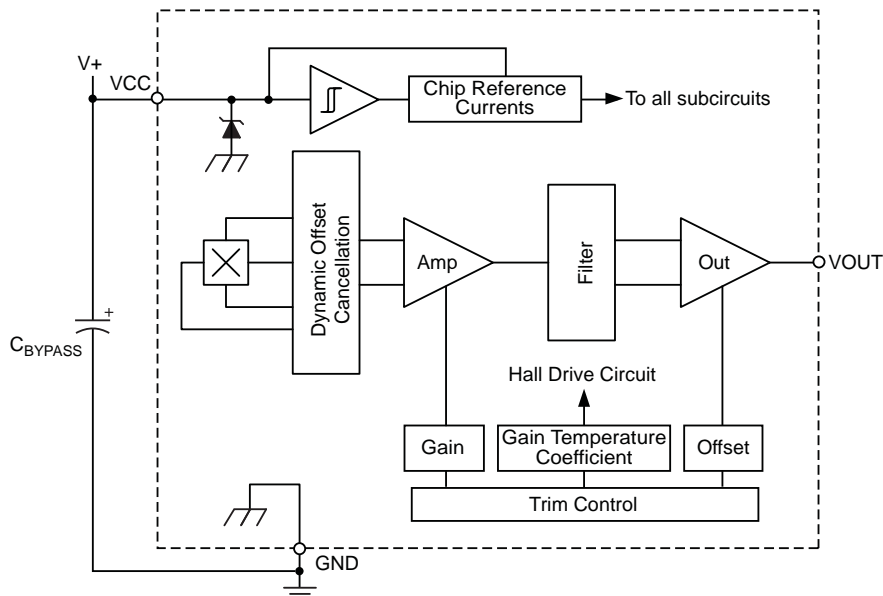 V+
VCC
Chip Reference
Currents
To all subcircuits
Dynamic Offset
Cancellation
Amp
Filter
Out
VOUT
+
CBYPASS
Hall Drive Circuit
Gain
Gain Temperature
Coefficient
Offset
Trim Control
GND